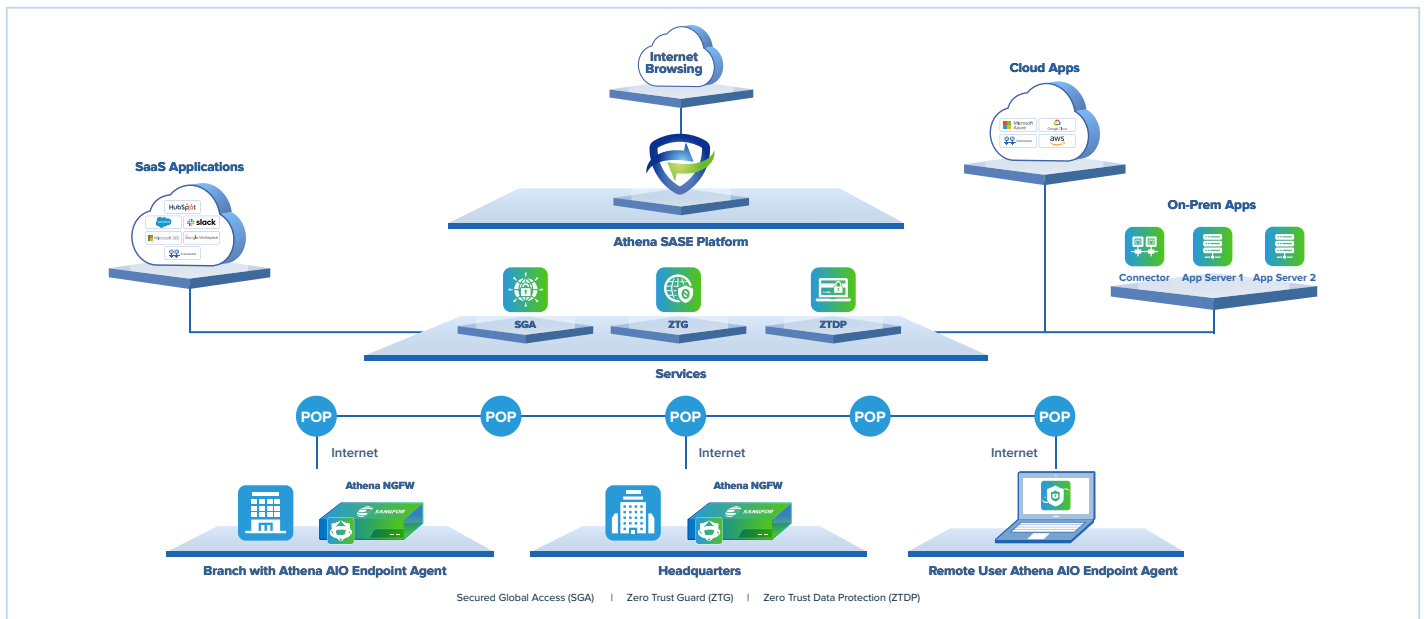 Internet
Browsing
Cloud Apps
Microsoft
Azure
Google Cloud
aws
SaaS Applications
HubSpot
salesforce
slack
Microsoft 365
Google Workspace
On-Prem Apps
Connector
App Server 1
App Server 2
Athena SASE Platform
SGA
ZTG
ZTDP
Services
POP
POP
POP
POP
POP
Internet
Internet
Internet
Athena NGFW
SANGFOR
Athena NGFW
SANGFOR
Branch with Athena AIO Endpoint Agent
Headquarters
Remote User Athena AIO Endpoint Agent
Secured Global Access (SGA) | Zero Trust Guard (ZTG) | Zero Trust Data Protection (ZTDP)